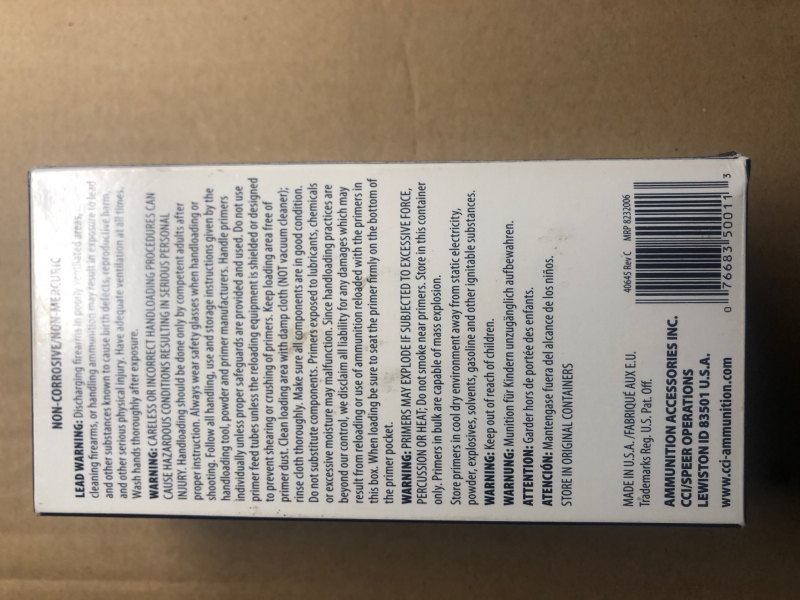 NON-CORROSIVE/NOT-MERCURIC
LEAD WARNING: Discharging firearms in poorly ventilated areas,
cleaning firearms, or handling ammunition may result in exposure to lead
and other substances known to cause birth defects, reproductive harm,
and other serious physical injury. Have adequate ventilation at all times.
Wash hands thoroughly after exposure.
WARNING: CARELESS OR INCORRECT HANDLOADING PROCEDURES CAN
CAUSE HAZARDOUS CONDITIONS RESULTING IN SERIOUS PERSONAL
INJURY. Handloading should be done only by competent adults after
proper instruction. Always wear safety glasses when handloading or
shooting. Follow all handling, use and storage instructions given by the
handloading tool, powder and primer manufacturers. Handle primers
individually unless proper safeguards are provided and used. Do not use
primer feed tubes unless the reloading equipment is shielded or designed
to prevent shearing or crushing of primers. Keep loading area free of
primer dust. Clean loading area with damp cloth (NOT vacuum cleaner);
rinse cloth thoroughly. Make sure all components are in good condition.
Do not substitute components. Primers exposed to lubricants, chemicals
or excessive moisture may malfunction. Since handloading practices are
beyond our control, we disclaim all liability for any damages which may
result from reloading or use of ammunition reloaded with the primers in
this box. When loading be sure to seat the primer firmly on the bottom of
the primer pocket.
WARNING: PRIMERS MAY EXPLODE IF SUBJECTED TO EXCESSIVE FORCE,
PERCUSSION OR HEAT; Do not smoke near primers. Store in this container
only. Primers in bulk are capable of mass explosion.
Store primers in cool dry environment away from static electricity,
powder, explosives, solvents, gasoline and other ignitable substances.
WARNING: Keep out of reach of children.
WARNUNG: Munition für Kindern unzugänglich aufbewahren.
ATTENTION: Garder hors de portée des enfants.
ATENCIÓN: Mantengase fuera del alcance de los niños.
STORE IN ORIGINAL CONTAINERS
MADE IN U.S.A. /FABRIQUÉ AUX E.U.
Trademarks Reg. U.S. Pat. Off.
AMMUNITION ACCESSORIES INC.
CCI/SPEER OPERATIONS
LEWISTON ID 83501 U.S.A.
www.cci-ammunition.com
40645 Rev C MRP 8232006
0 76683 50011 3